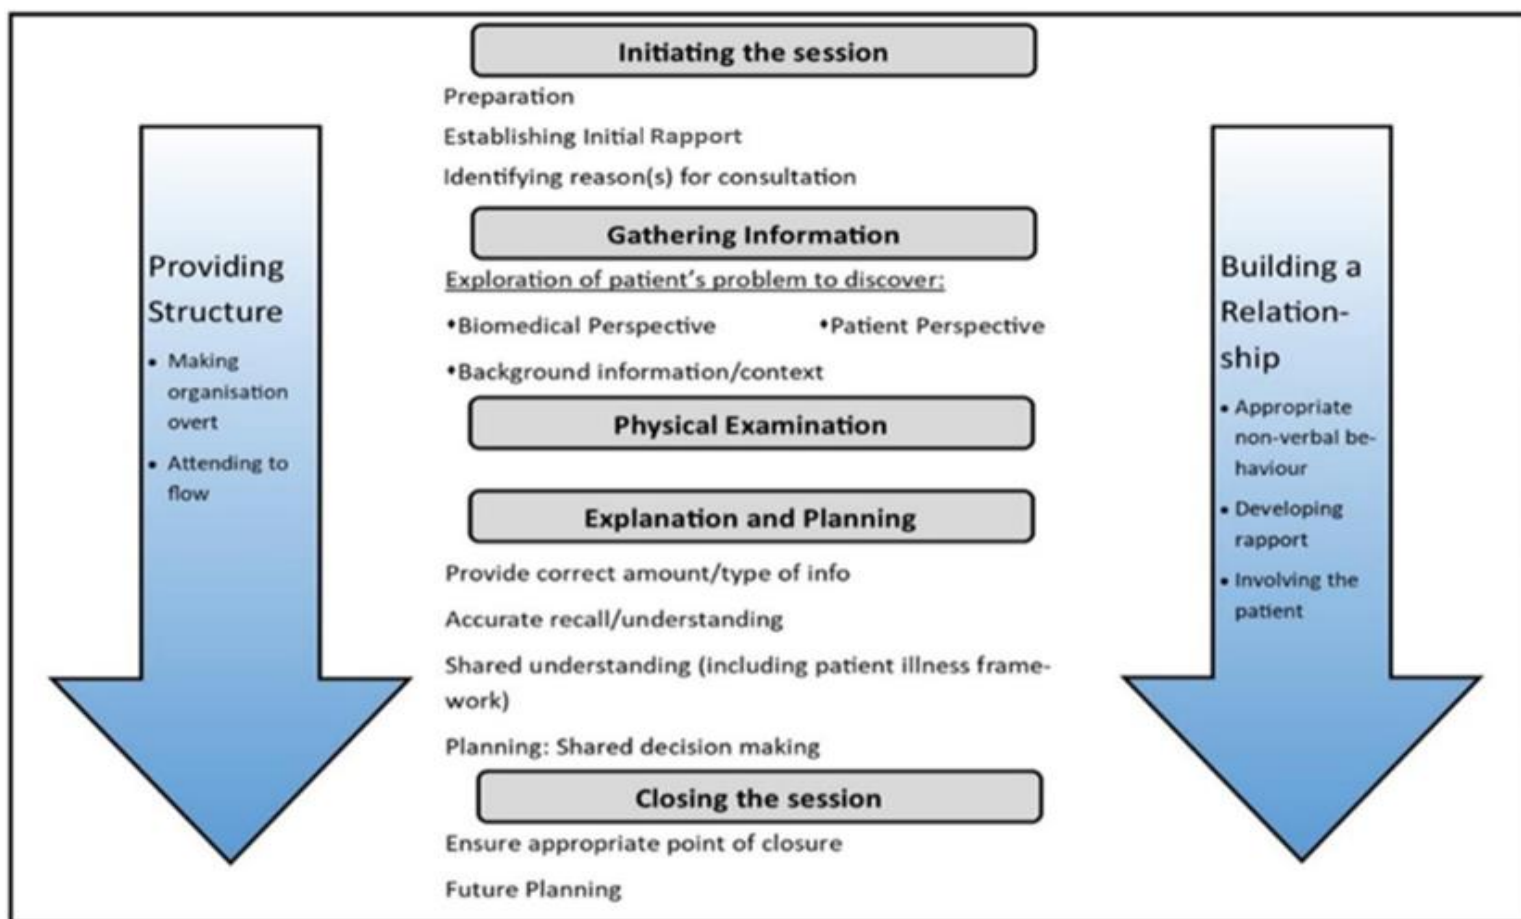 Initiating the session
Preparation
Establishing Initial Rapport
Identifying reason(s) for consultation
Gathering Information
Exploration of patient's problem to discover:
•Biomedical Perspective •Patient Perspective
•Background information/context
Physical Examination
Explanation and Planning
Provide correct amount/type of info
Accurate recall/understanding
Shared understanding (including patient illness frame-
work)
Planning: Shared decision making
Closing the session
Ensure appropriate point of closure
Future Planning
Providing
Structure
• Making
organisation
overt
• Attending to
flow
Building a
Relation-
ship
• Appropriate
non-verbal be-
haviour
• Developing
rapport
• Involving the
patient